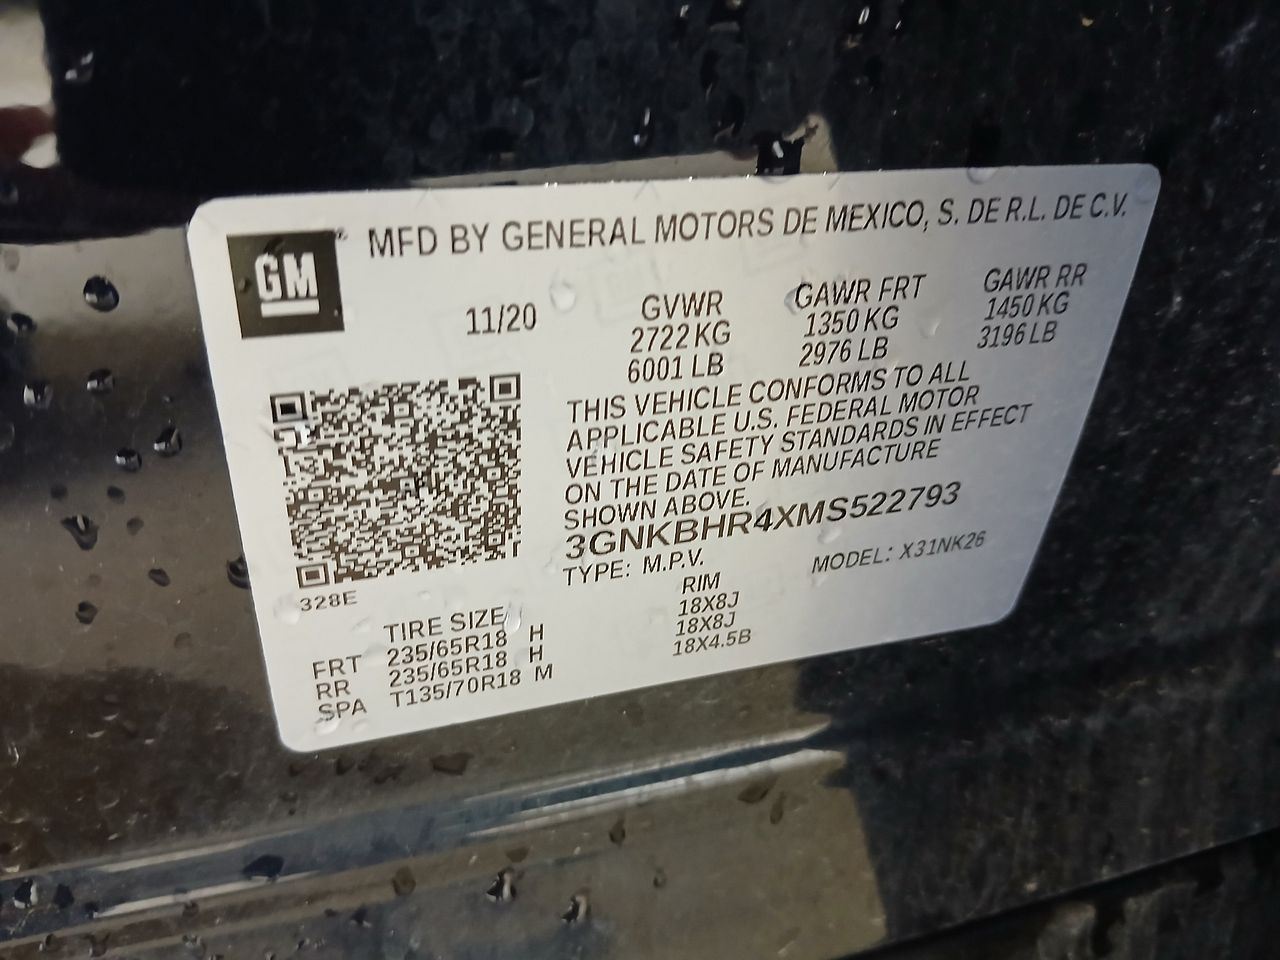 GM
MFD BY GENERAL MOTORS DE MEXICO, S. DE R.L. DE C.V.
11/20
GVWR GAWR FRT GAWR RR
2722 KG 1350 KG 1450 KG
6001 LB 2976 LB 3196 LB
THIS VEHICLE CONFORMS TO ALL
APPLICABLE U.S. FEDERAL MOTOR
VEHICLE SAFETY STANDARDS IN EFFECT
ON THE DATE OF MANUFACTURE
SHOWN ABOVE.
3GNKBHR4XMS522793
TYPE: M.P.V. MODEL: X31NK26
328E
TIRE SIZE RIM
FRT 235/65R18 H 18X8J
RR 235/65R18 H 18X8J
SPA T135/70R18 M 18X4.5B